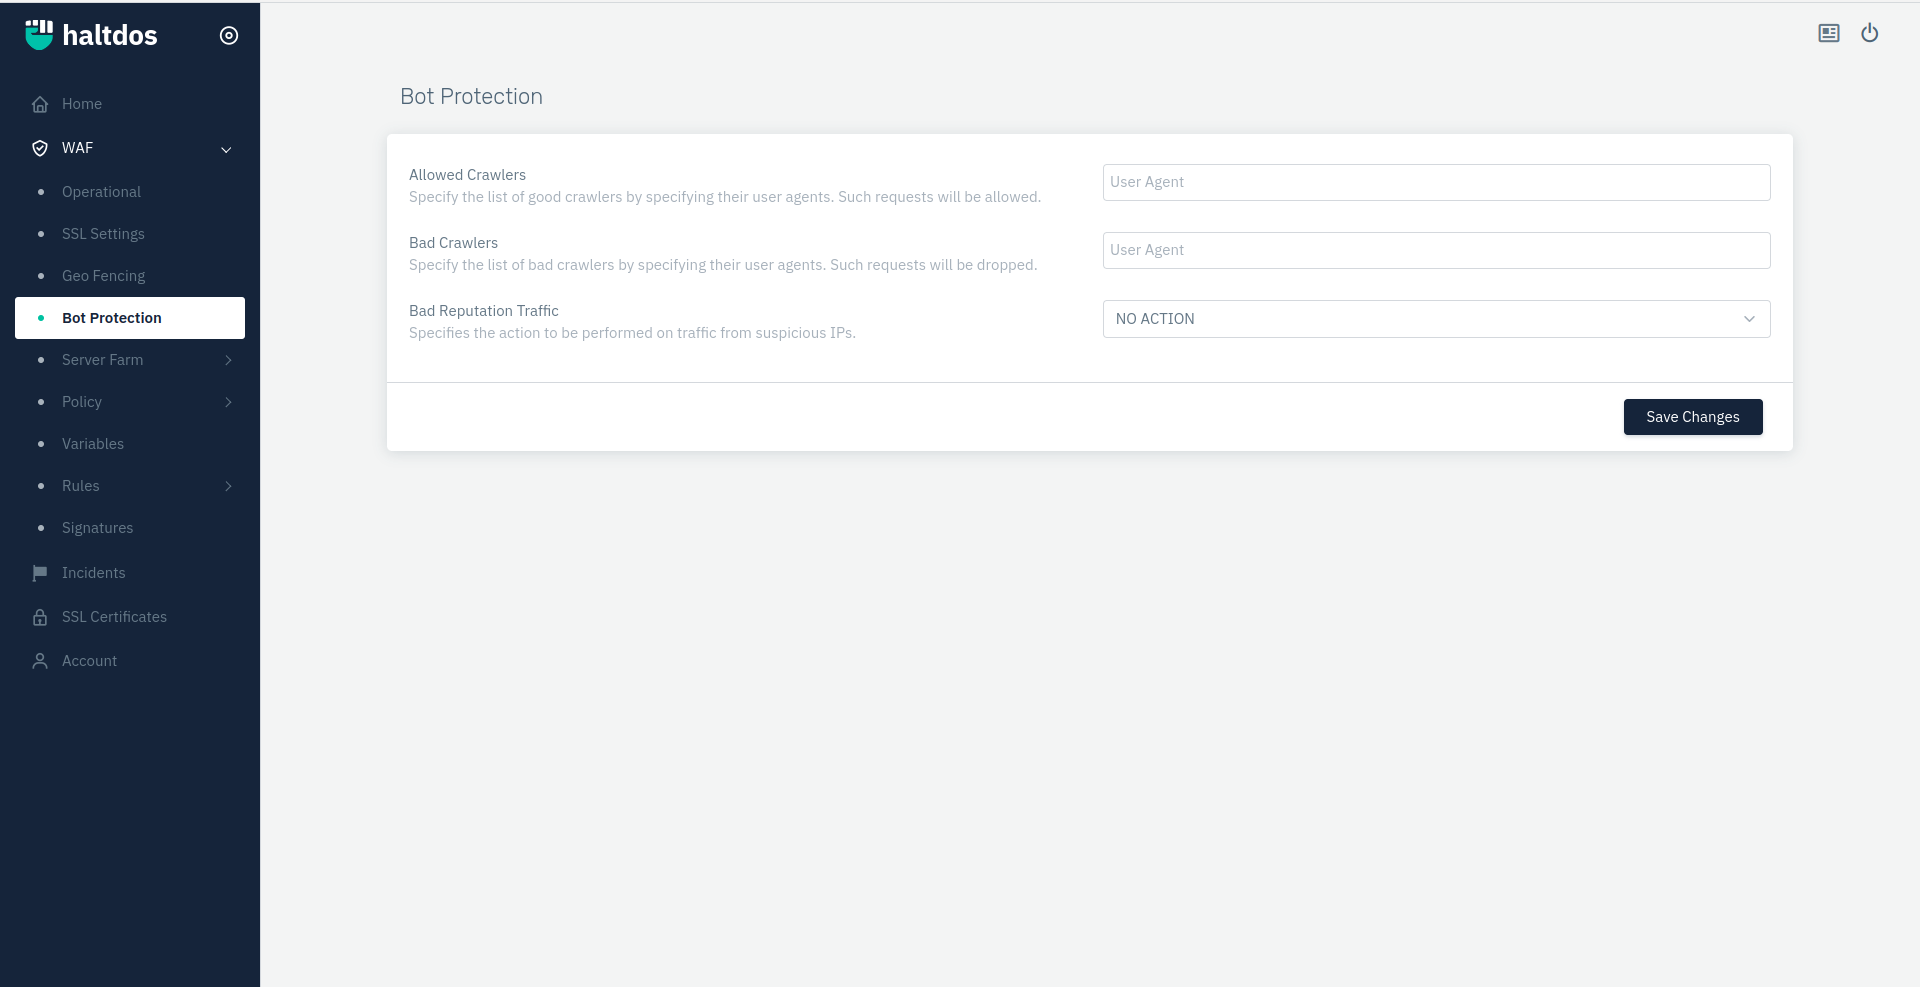 haltdos
Home
WAF
Operational
SSL Settings
Geo Fencing
Bot Protection
Server Farm
Policy
Variables
Rules
Signatures
Incidents
SSL Certificates
Account
Bot Protection
Allowed Crawlers
Specify the list of good crawlers by specifying their user agents. Such requests will be allowed.
User Agent
Bad Crawlers
Specify the list of bad crawlers by specifying their user agents. Such requests will be dropped.
User Agent
Bad Reputation Traffic
Specifies the action to be performed on traffic from suspicious IPs.
NO ACTION
Save Changes